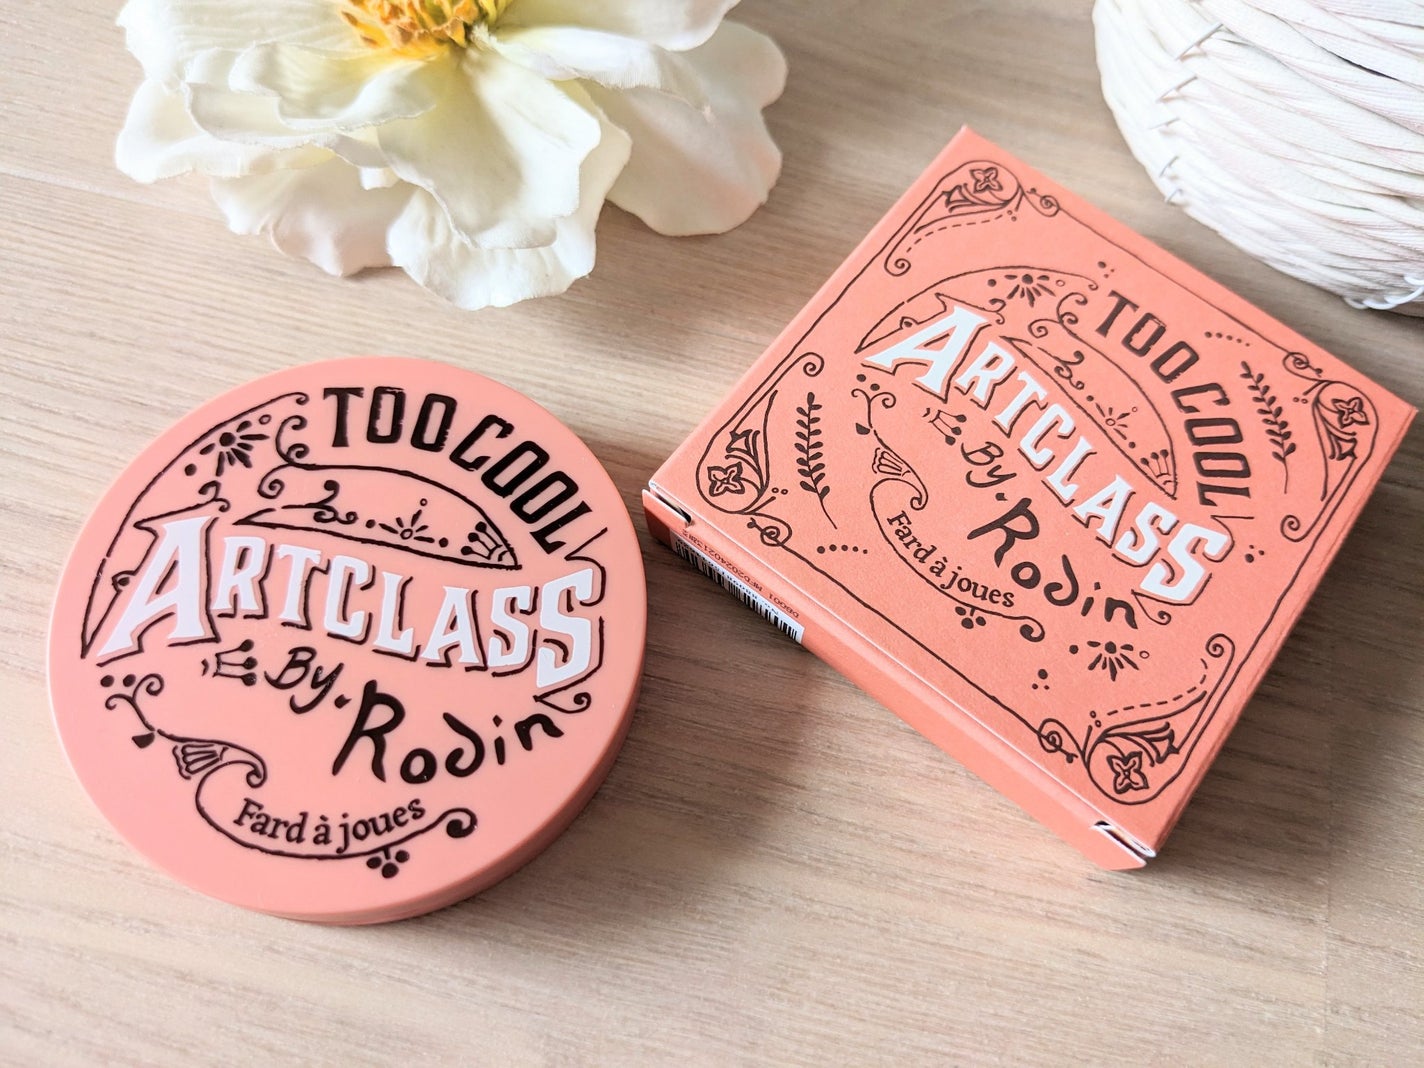 TOO COOL
ARTCLASS
By. Rodin
Fard à joues
TOO COOL
ARTCLASS
By. Rodin
Fard à joues